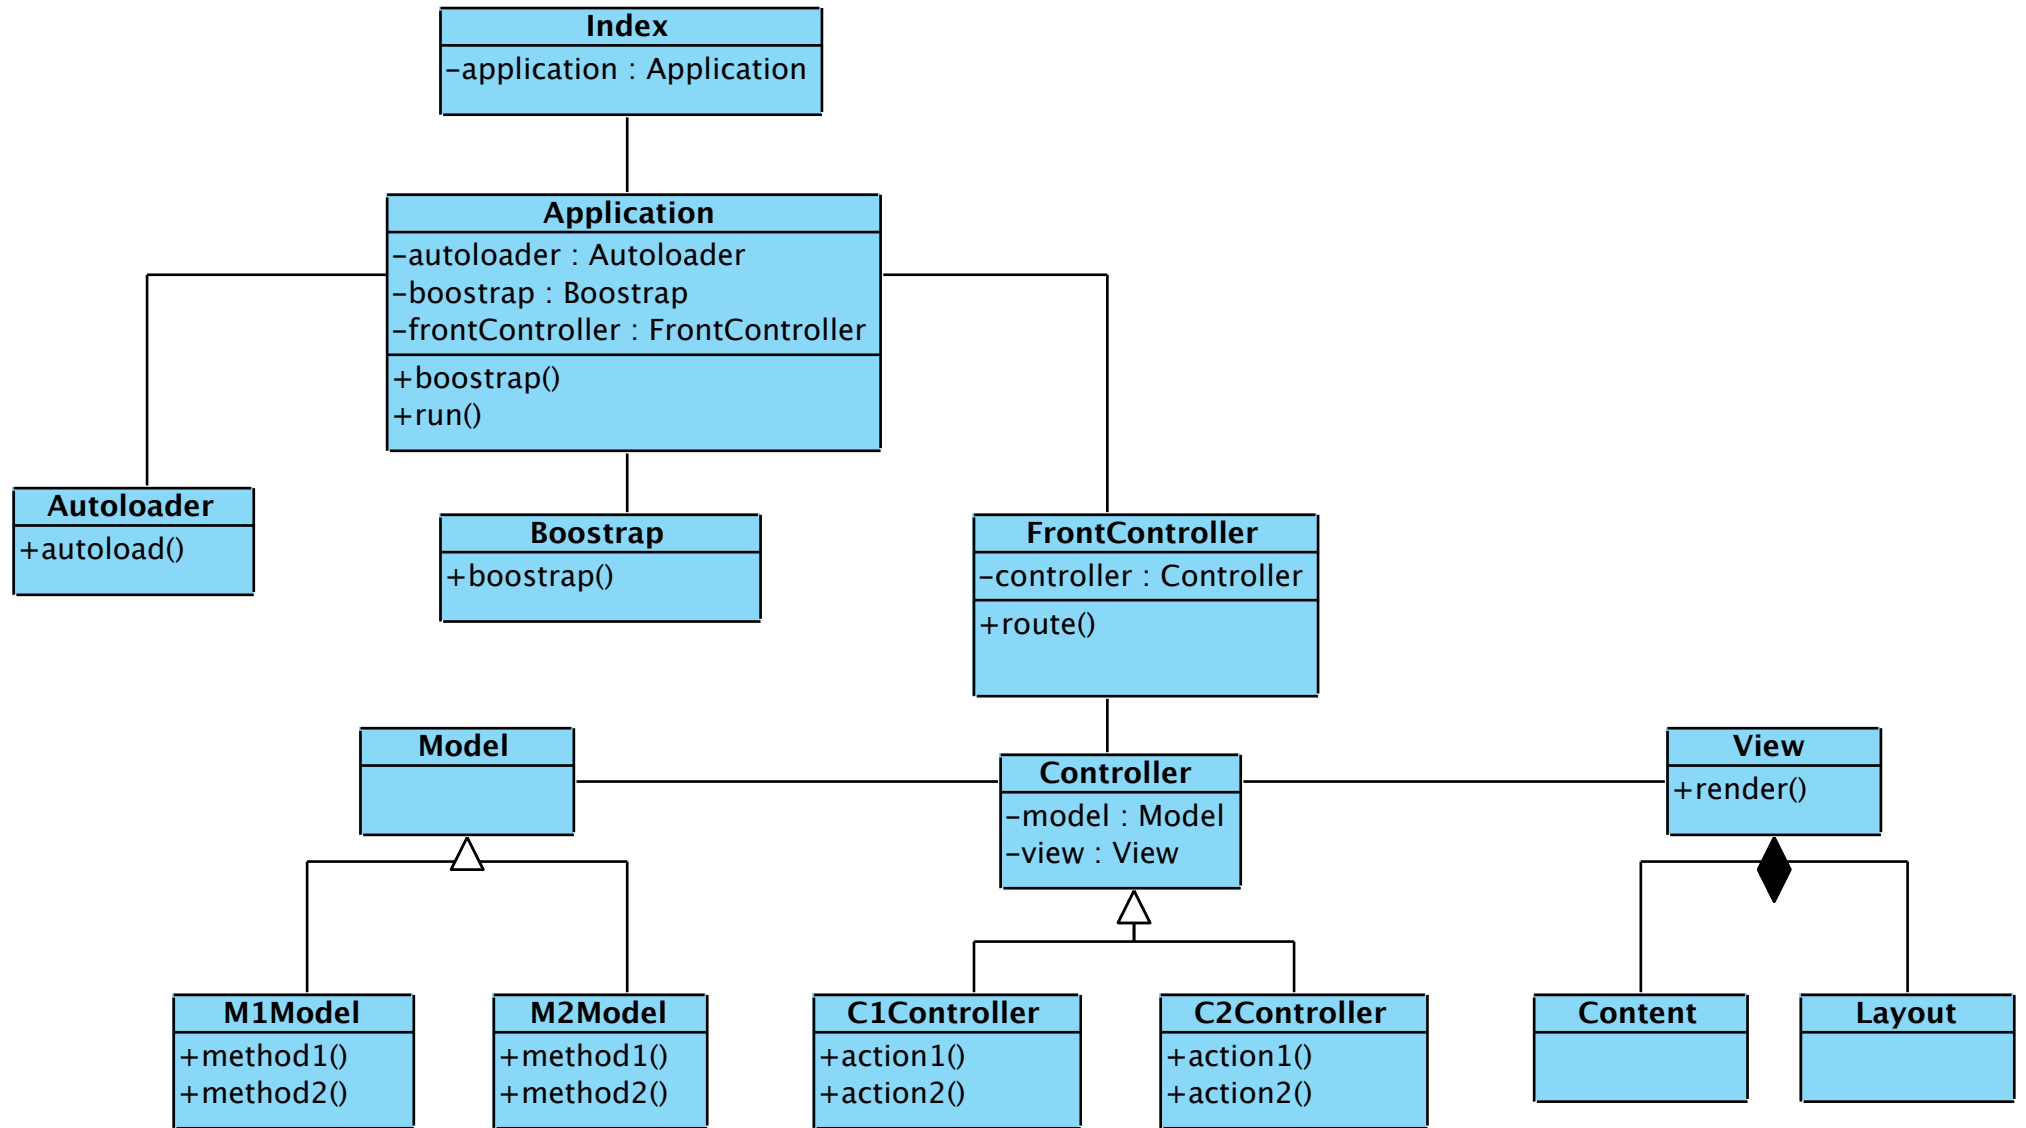 Index
-application : Application
Application
-autoloader : Autoloader
-boostrap : Boostrap
-frontController : FrontController
+boostrap()
+run()
Autoloader
+autoload()
Boostrap
+boostrap()
FrontController
-controller : Controller
+route()
Model
Controller
-model : Model
-view : View
View
+render()
M1Model
+method1()
+method2()
M2Model
+method1()
+method2()
C1Controller
+action1()
+action2()
C2Controller
+action1()
+action2()
Content
Layout